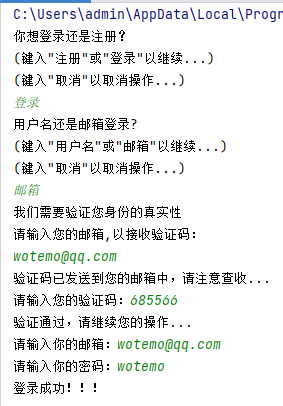 C:\Users\admin\AppData\Local\Progr
你想登录还是注册？
(键入"注册"或"登录"以继续...)
(键入"取消"以取消操作...)
登录
用户名还是邮箱登录?
(键入"用户名"或"邮箱"以继续...)
(键入"取消"以取消操作...)
邮箱
我们需要验证您身份的真实性
请输入您的邮箱,以接收验证码:
wotemo@qq.com
验证码已发送到您的邮箱中，请注意查收...
请输入您的验证码：685566
验证通过，请继续您的操作...
请输入你的邮箱：wotemo@qq.com
请输入你的密码：wotemo
登录成功！！！